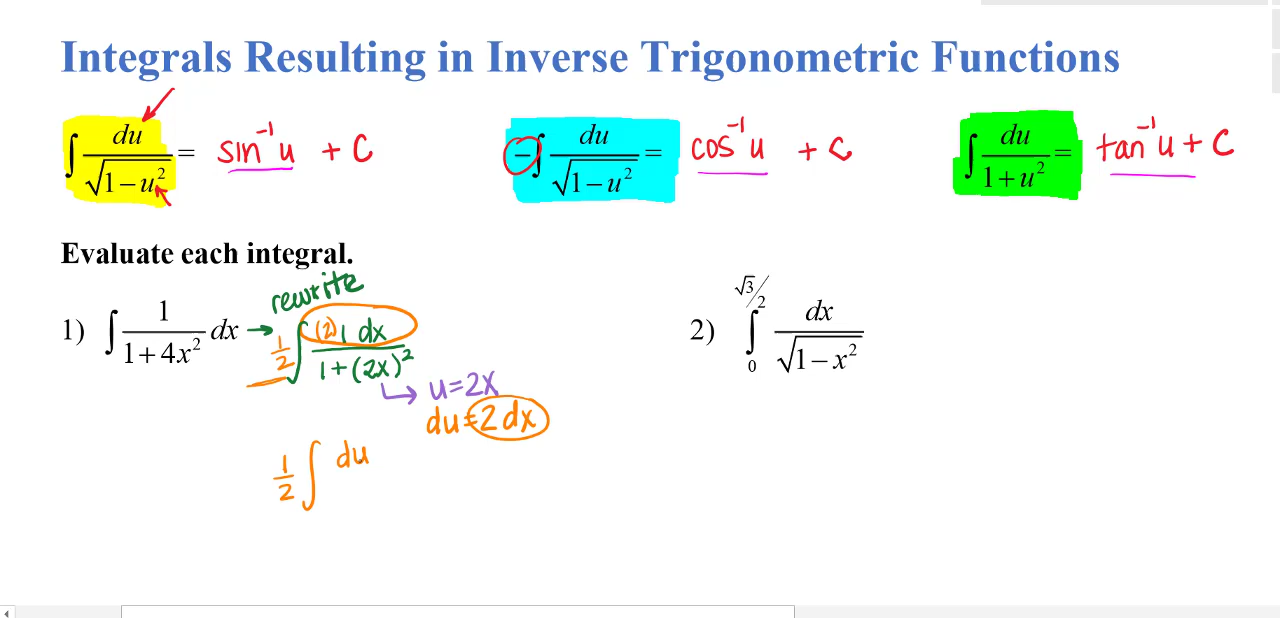 Integrals Resulting in Inverse Trigonometric Functions
∫ du/√(1−u²) = sin⁻¹u + C
−∫ du/√(1−u²) = cos⁻¹u + C
∫ du/(1+u²) = tan⁻¹u + C
Evaluate each integral.
rewrite
1) ∫ 1/(1+4x²) dx → 1/2 ∫ (2)1 dx/(1+(2x)²)
u=2x
du=2dx
1/2 ∫ du
2) ∫₀^(√3/2) dx/√(1−x²)